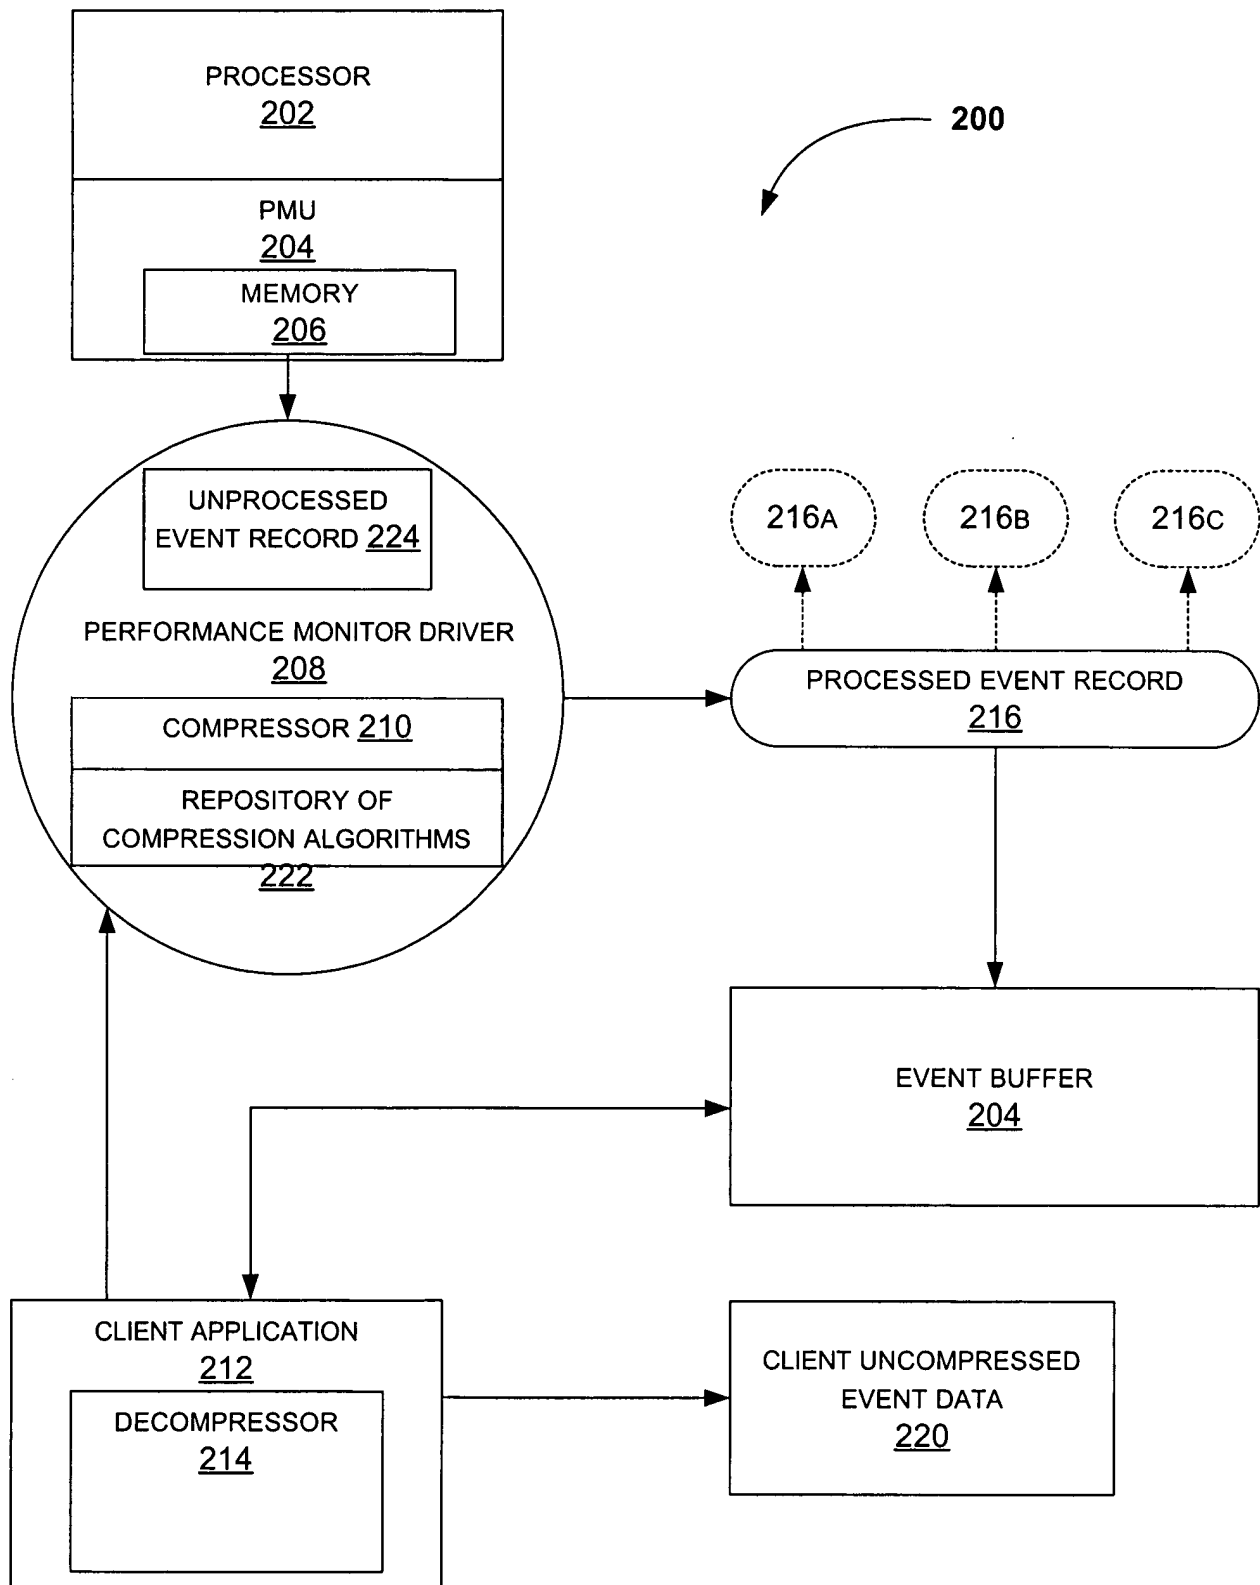 PROCESSOR
202
200
PMU
204
MEMORY
206
UNPROCESSED
EVENT RECORD 224
PERFORMANCE MONITOR DRIVER
208
COMPRESSOR 210
REPOSITORY OF
COMPRESSION ALGORITHMS
222
216A
216B
216C
PROCESSED EVENT RECORD
216
EVENT BUFFER
204
CLIENT APPLICATION
212
DECOMPRESSOR
214
CLIENT UNCOMPRESSED
EVENT DATA
220